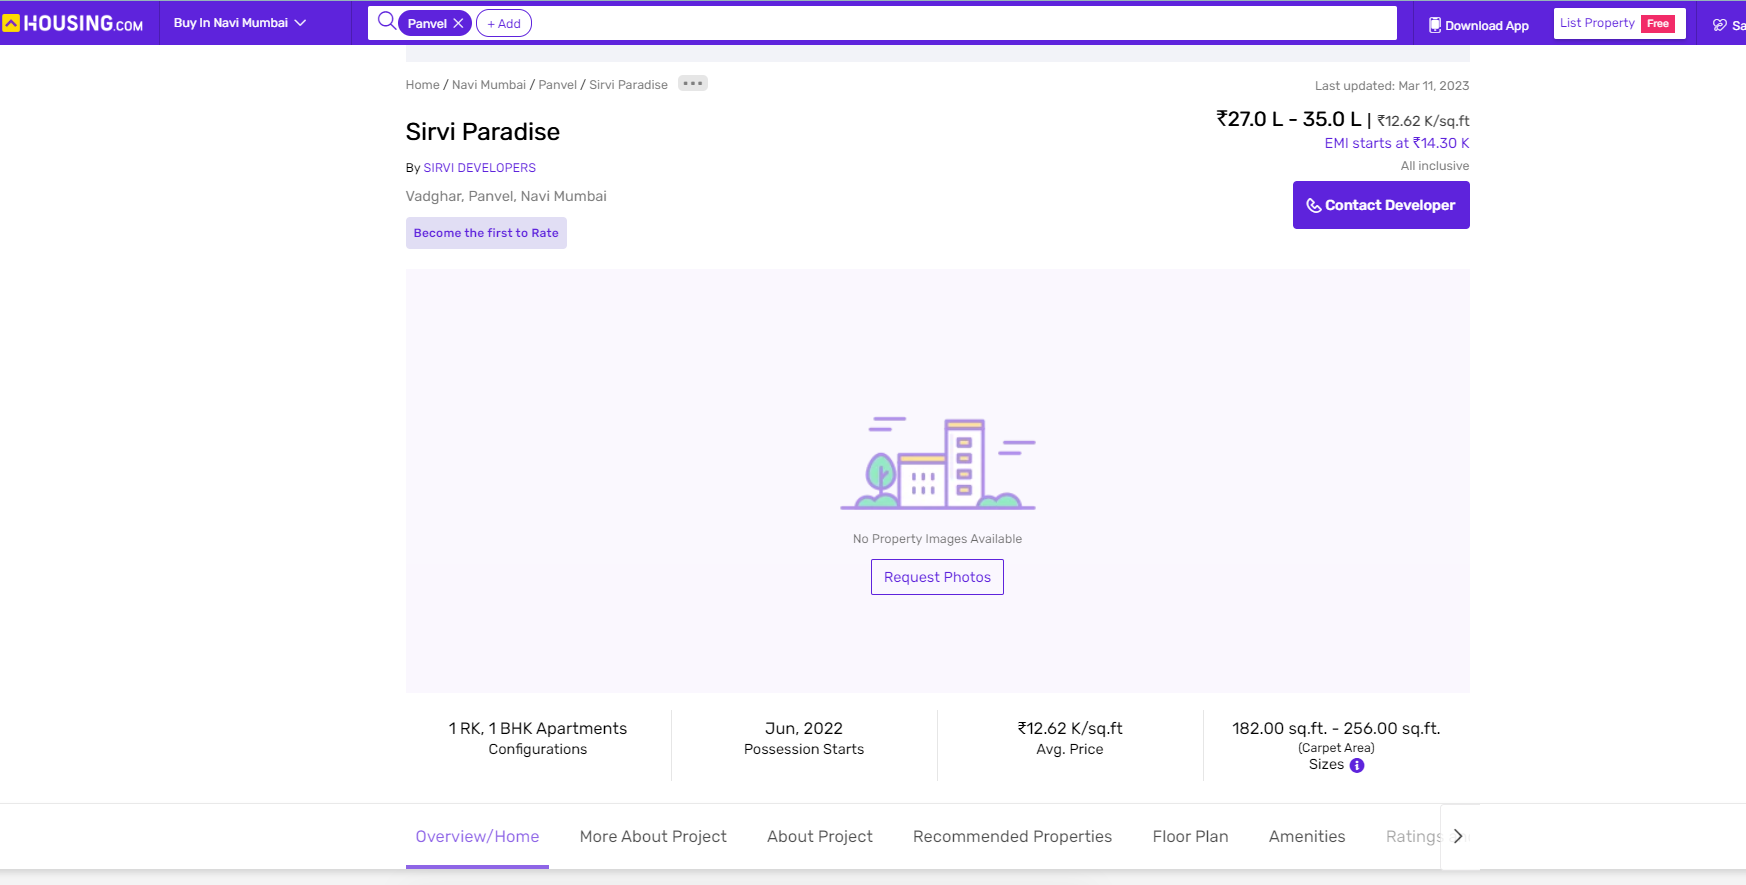 HOUSING.COM
Buy In Navi Mumbai
Panvel
+ Add
Download App
List Property Free
Sa
Home / Navi Mumbai / Panvel / Sirvi Paradise
Last updated: Mar 11, 2023
Sirvi Paradise
₹27.0 L - 35.0 L | ₹12.62 K/sq.ft
EMI starts at ₹14.30 K
By SIRVI DEVELOPERS
All inclusive
Vadghar, Panvel, Navi Mumbai
Contact Developer
Become the first to Rate
No Property Images Available
Request Photos
1 RK, 1 BHK Apartments
Configurations
Jun, 2022
Possession Starts
₹12.62 K/sq.ft
Avg. Price
182.00 sq.ft. - 256.00 sq.ft.
(Carpet Area)
Sizes
Overview/Home
More About Project
About Project
Recommended Properties
Floor Plan
Amenities
Ratings